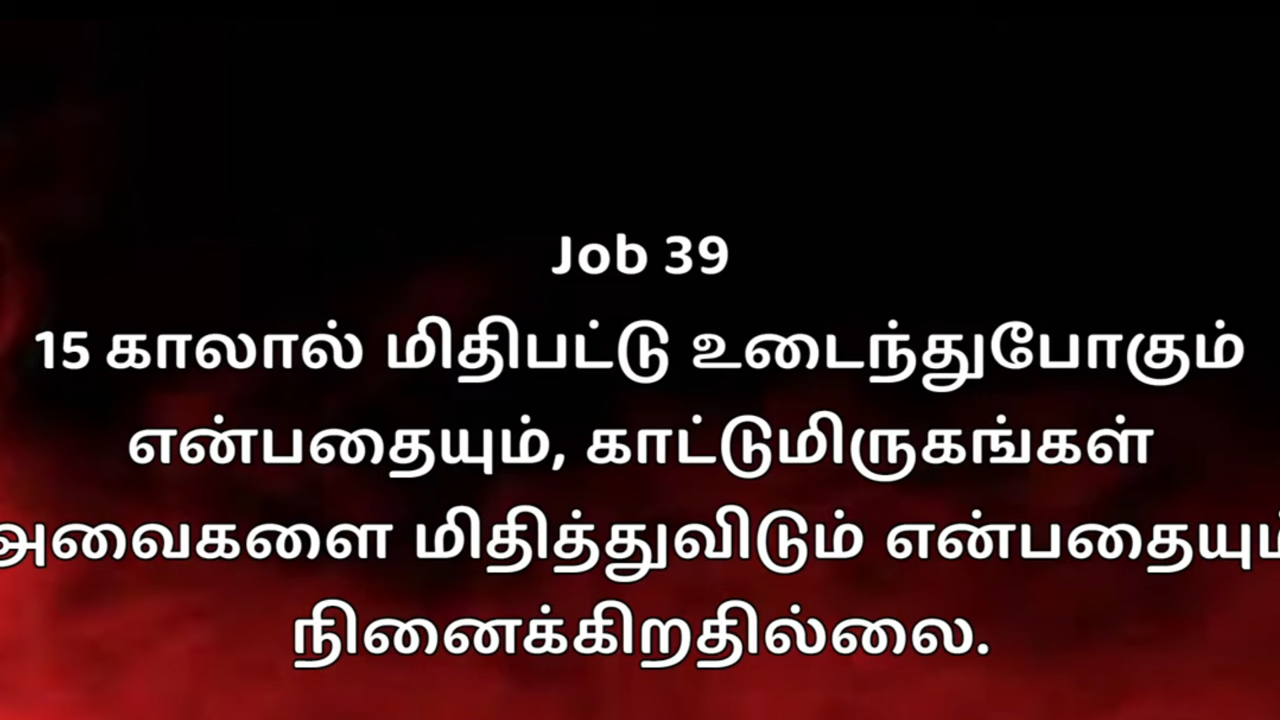 Job 39
15 காலால் மிதிபட்டு உடைந்துபோகும்
என்பதையும், காட்டுமிருகங்கள்
அவைகளை மிதித்துவிடும் என்பதையும்
நினைக்கிறதில்லை.